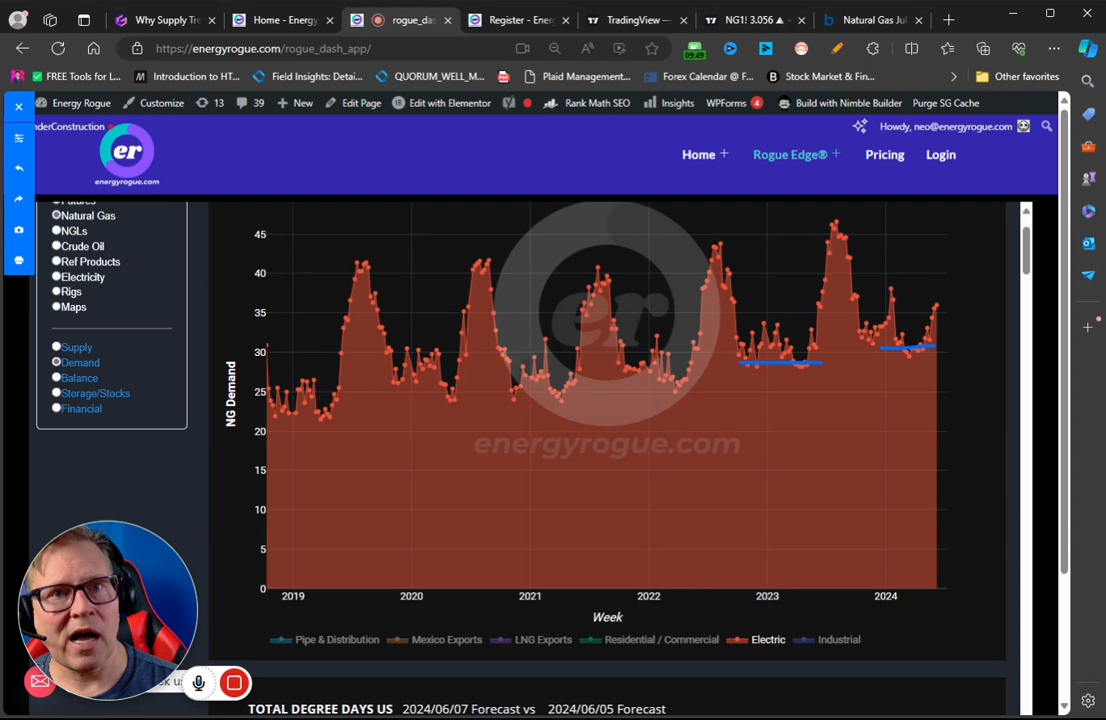 Why Supply Tre
Home - Energy
rogue_das
Register - Ener
TradingView —
NG1! 3.056 ▲
Natural Gas Jul
https://energyrogue.com/rogue_dash_app/
FREE Tools for L...
Introduction to HT...
Field Insights: Detai...
QUORUM_WELL_M...
Plaid Management...
Forex Calendar @ F...
Stock Market & Fin...
Other favorites
Energy Rogue
Customize
13
39
New
Edit Page
Edit with Elementor
Rank Math SEO
Insights
WPForms 4
Build with Nimble Builder
Purge SG Cache
nderConstruction
Howdy, neo@energyrogue.com
er
energyrogue.com
Home +
Rogue Edge® +
Pricing
Login
Futures
Natural Gas
NGLs
Crude Oil
Ref Products
Electricity
Rigs
Maps
Supply
Demand
Balance
Storage/Stocks
Financial
NG Demand
45
40
35
30
25
20
15
10
5
0
er
energyrogue.com
2019
2020
2021
2022
2023
2024
Week
Pipe & Distribution
Mexico Exports
LNG Exports
Residential / Commercial
Electric
Industrial
TOTAL DEGREE DAYS US 2024/06/07 Forecast vs 2024/06/05 Forecast